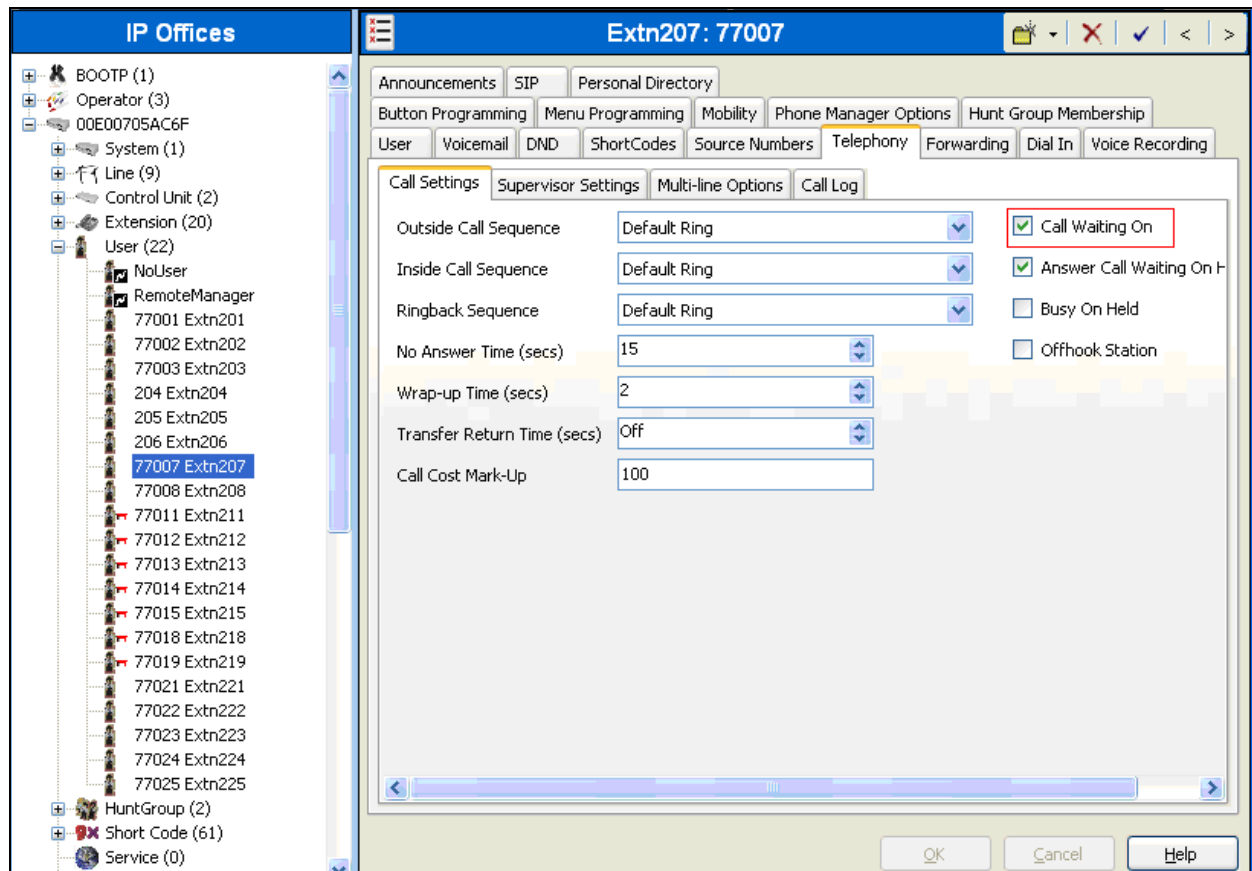 IP Offices
BOOTP (1)
Operator (3)
00E00705AC6F
System (1)
Line (9)
Control Unit (2)
Extension (20)
User (22)
NoUser
RemoteManager
77001 Extn201
77002 Extn202
77003 Extn203
204 Extn204
205 Extn205
206 Extn206
77007 Extn207
77008 Extn208
77011 Extn211
77012 Extn212
77013 Extn213
77014 Extn214
77015 Extn215
77018 Extn218
77019 Extn219
77021 Extn221
77022 Extn222
77023 Extn223
77024 Extn224
77025 Extn225
HuntGroup (2)
Short Code (61)
Service (0)
Extn207: 77007
Announcements SIP Personal Directory
Button Programming Menu Programming Mobility Phone Manager Options Hunt Group Membership
User Voicemail DND ShortCodes Source Numbers Telephony Forwarding Dial In Voice Recording
Call Settings Supervisor Settings Multi-line Options Call Log
Outside Call Sequence Default Ring Call Waiting On
Inside Call Sequence Default Ring Answer Call Waiting On H
Ringback Sequence Default Ring Busy On Held
No Answer Time (secs) 15 Offhook Station
Wrap-up Time (secs) 2
Transfer Return Time (secs) Off
Call Cost Mark-Up 100
OK Cancel Help